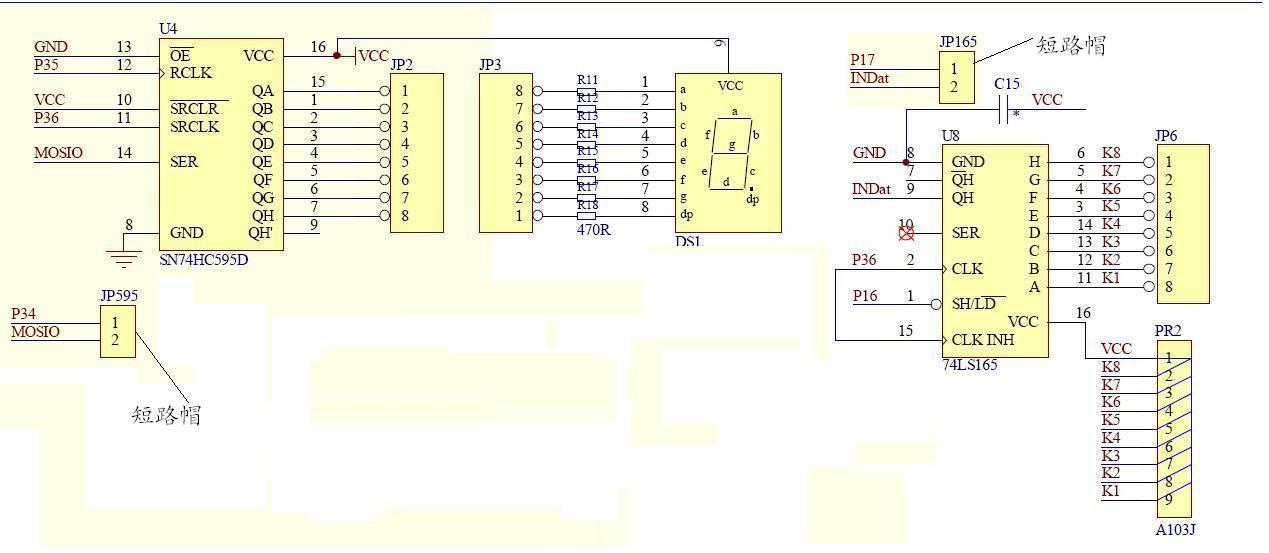 U4
GND 13 OE VCC 16 VCC
P35 12 RCLK
VCC 10 SRCLR
P36 11 SRCLK
MOSIO 14 SER
8 GND
QA 15
QB 1
QC 2
QD 3
QE 4
QF 5
QG 6
QH 7
QH' 9
SN74HC595D
JP2
1
2
3
4
5
6
7
8
JP3
8 R11 1 a
7 R12 2 b
6 R13 3 c
5 R14 4 d
4 R15 5 e
3 R16 6 f
2 R17 7 g
1 R18 8 dp
470R
9
VCC
a
f b
g
e c
d
dp
DS1
JP595
P34 1
MOSIO 2
短路帽
JP165
P17 1
INDat 2
短路帽
C15
VCC
*
U8
GND 8 GND
7 QH
INDat 9 QH
10 SER
P36 2 CLK
P16 1 SH/LD
15 CLK INH
H 6 K8
G 5 K7
F 4 K6
E 3 K5
D 14 K4
C 13 K3
B 12 K2
A 11 K1
VCC 16
74LS165
JP6
1
2
3
4
5
6
7
8
PR2
VCC 1
K8 2
K7 3
K6 4
K5 5
K4 6
K3 7
K2 8
K1 9
A103J